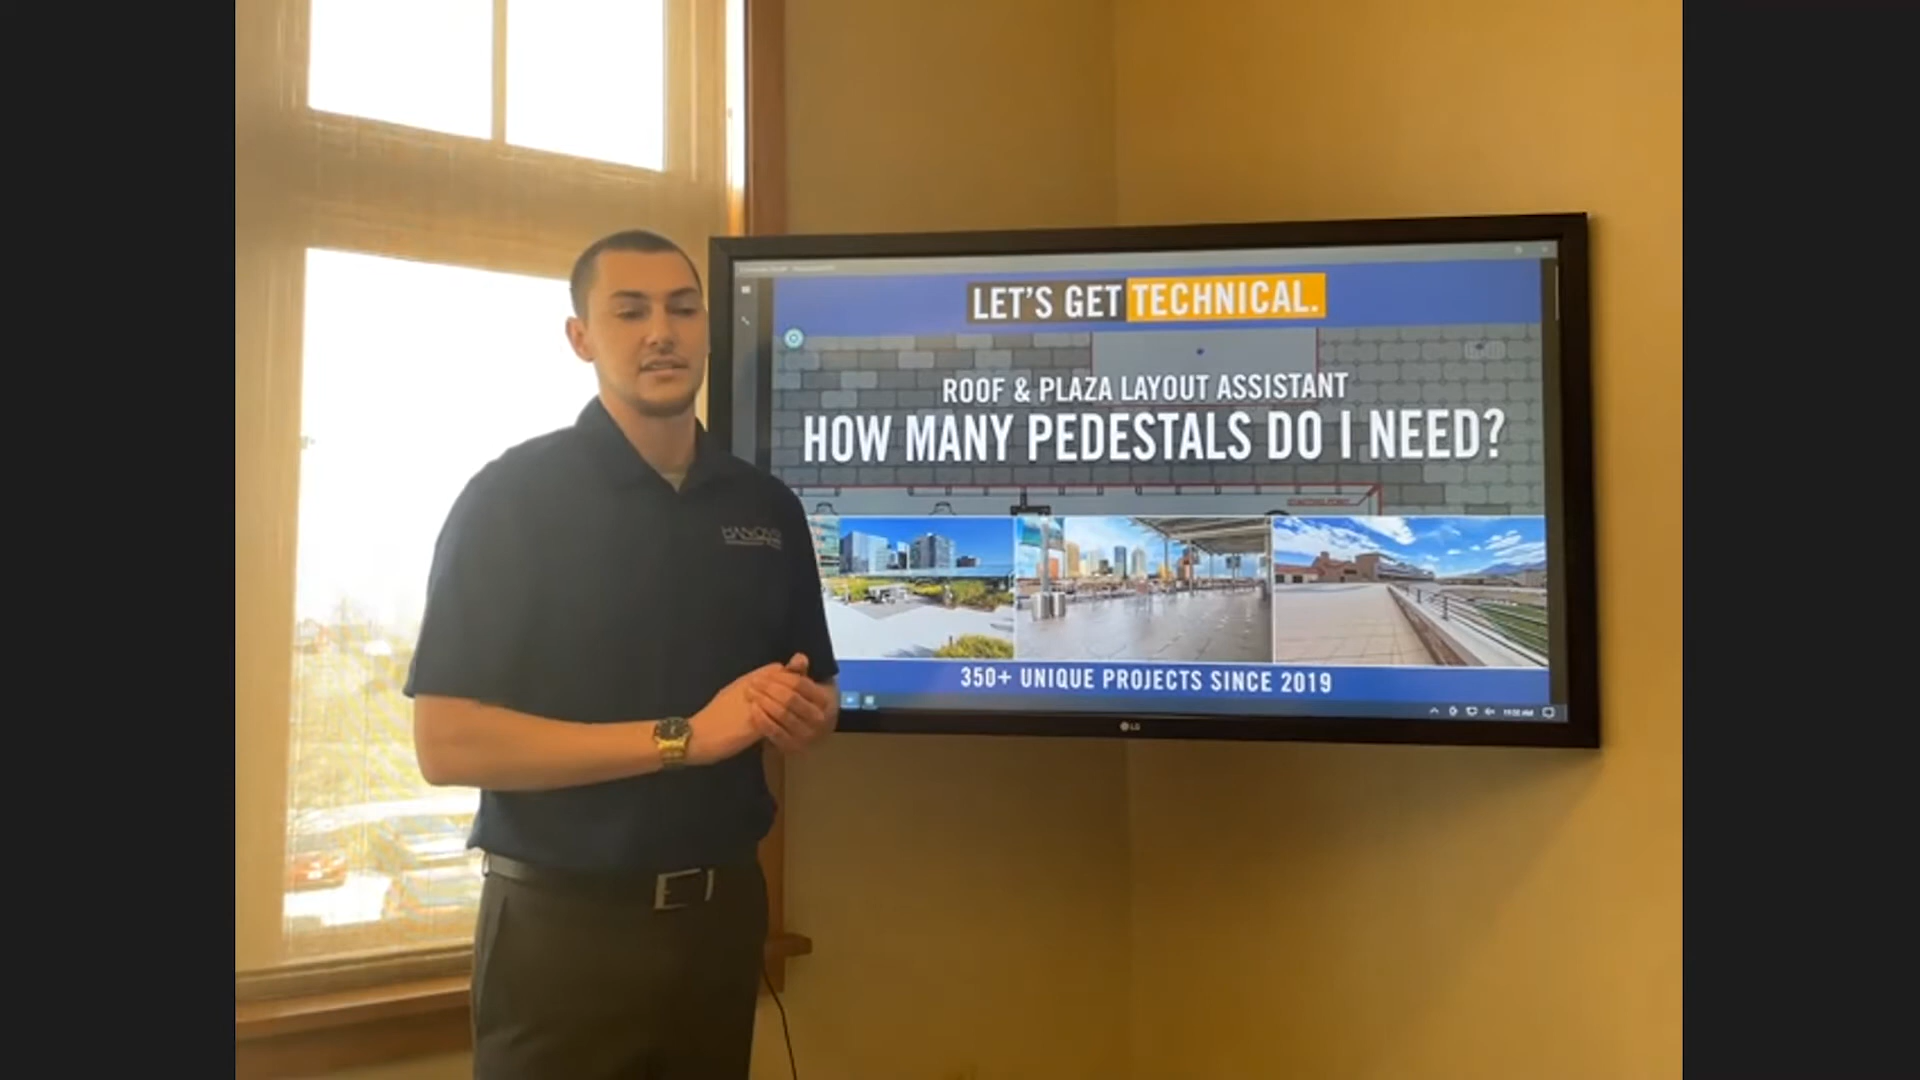 LET'S GET TECHNICAL.
ROOF & PLAZA LAYOUT ASSISTANT
HOW MANY PEDESTALS DO I NEED?
350+ UNIQUE PROJECTS SINCE 2019
LG